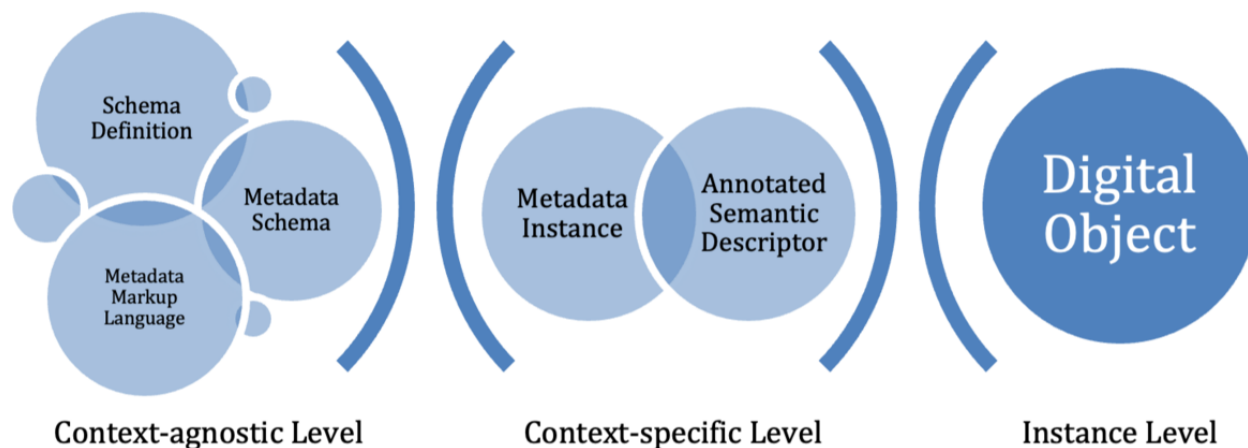 Schema
Definition
Metadata
Schema
Metadata
Markup
Language
Metadata
Instance
Annotated
Semantic
Descriptor
Digital
Object
Context-agnostic Level
Context-specific Level
Instance Level